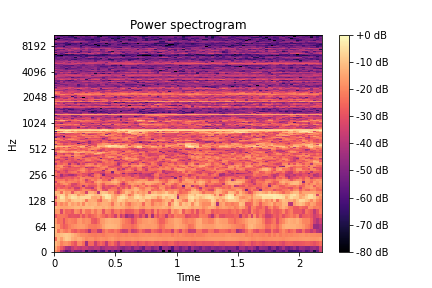 Power spectrogram
8192
4096
2048
1024
512
256
128
64
0
Hz
0
0.5
1
1.5
2
Time
+0 dB
-10 dB
-20 dB
-30 dB
-40 dB
-50 dB
-60 dB
-70 dB
-80 dB